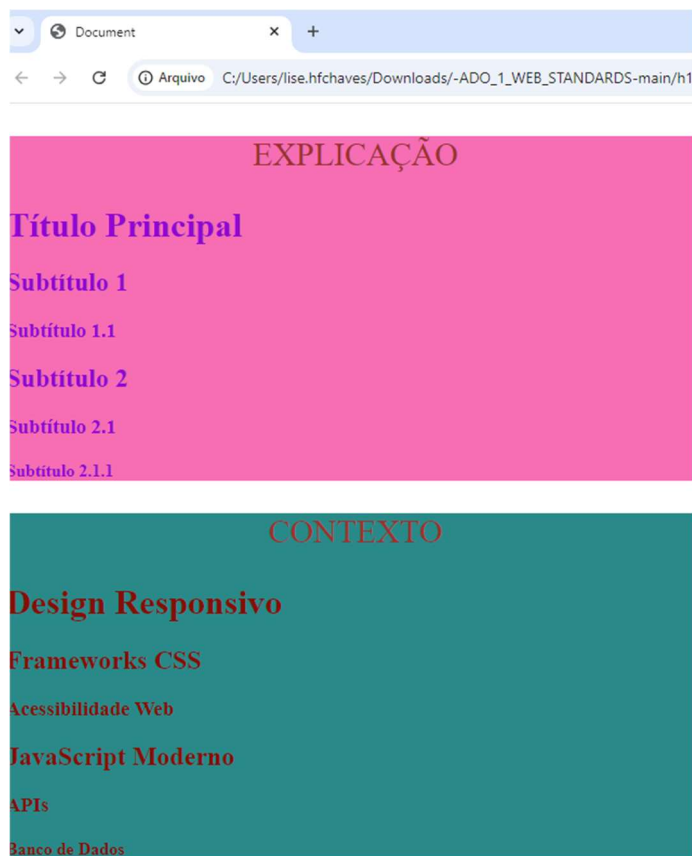 Document
Arquivo C:/Users/lise.hfchaves/Downloads/-ADO_1_WEB_STANDARDS-main/h1
EXPLICAÇÃO
Título Principal
Subtítulo 1
Subtítulo 1.1
Subtítulo 2
Subtítulo 2.1
Subtítulo 2.1.1
CONTEXTO
Design Responsivo
Frameworks CSS
Acessibilidade Web
JavaScript Moderno
APIs
Banco de Dados